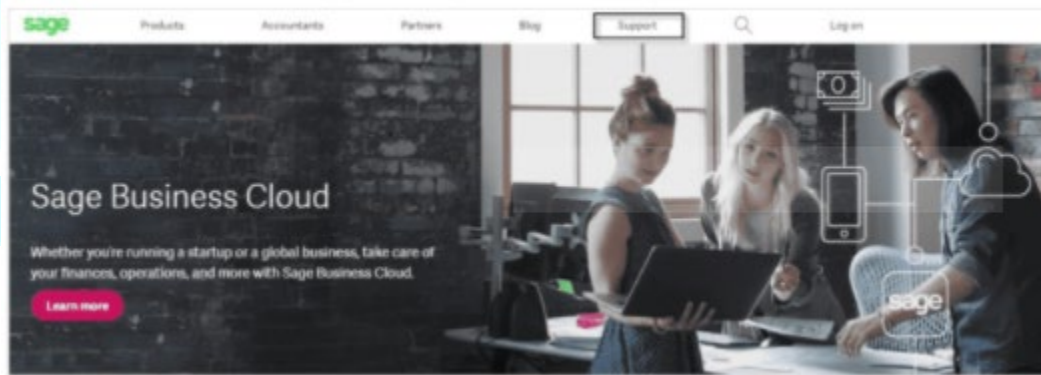 sage
Products
Accountants
Partners
Blog
Support
Log on
Sage Business Cloud
Whether you're running a startup or a global business, take care of
your finances, operations, and more with Sage Business Cloud.
Learn more
sage